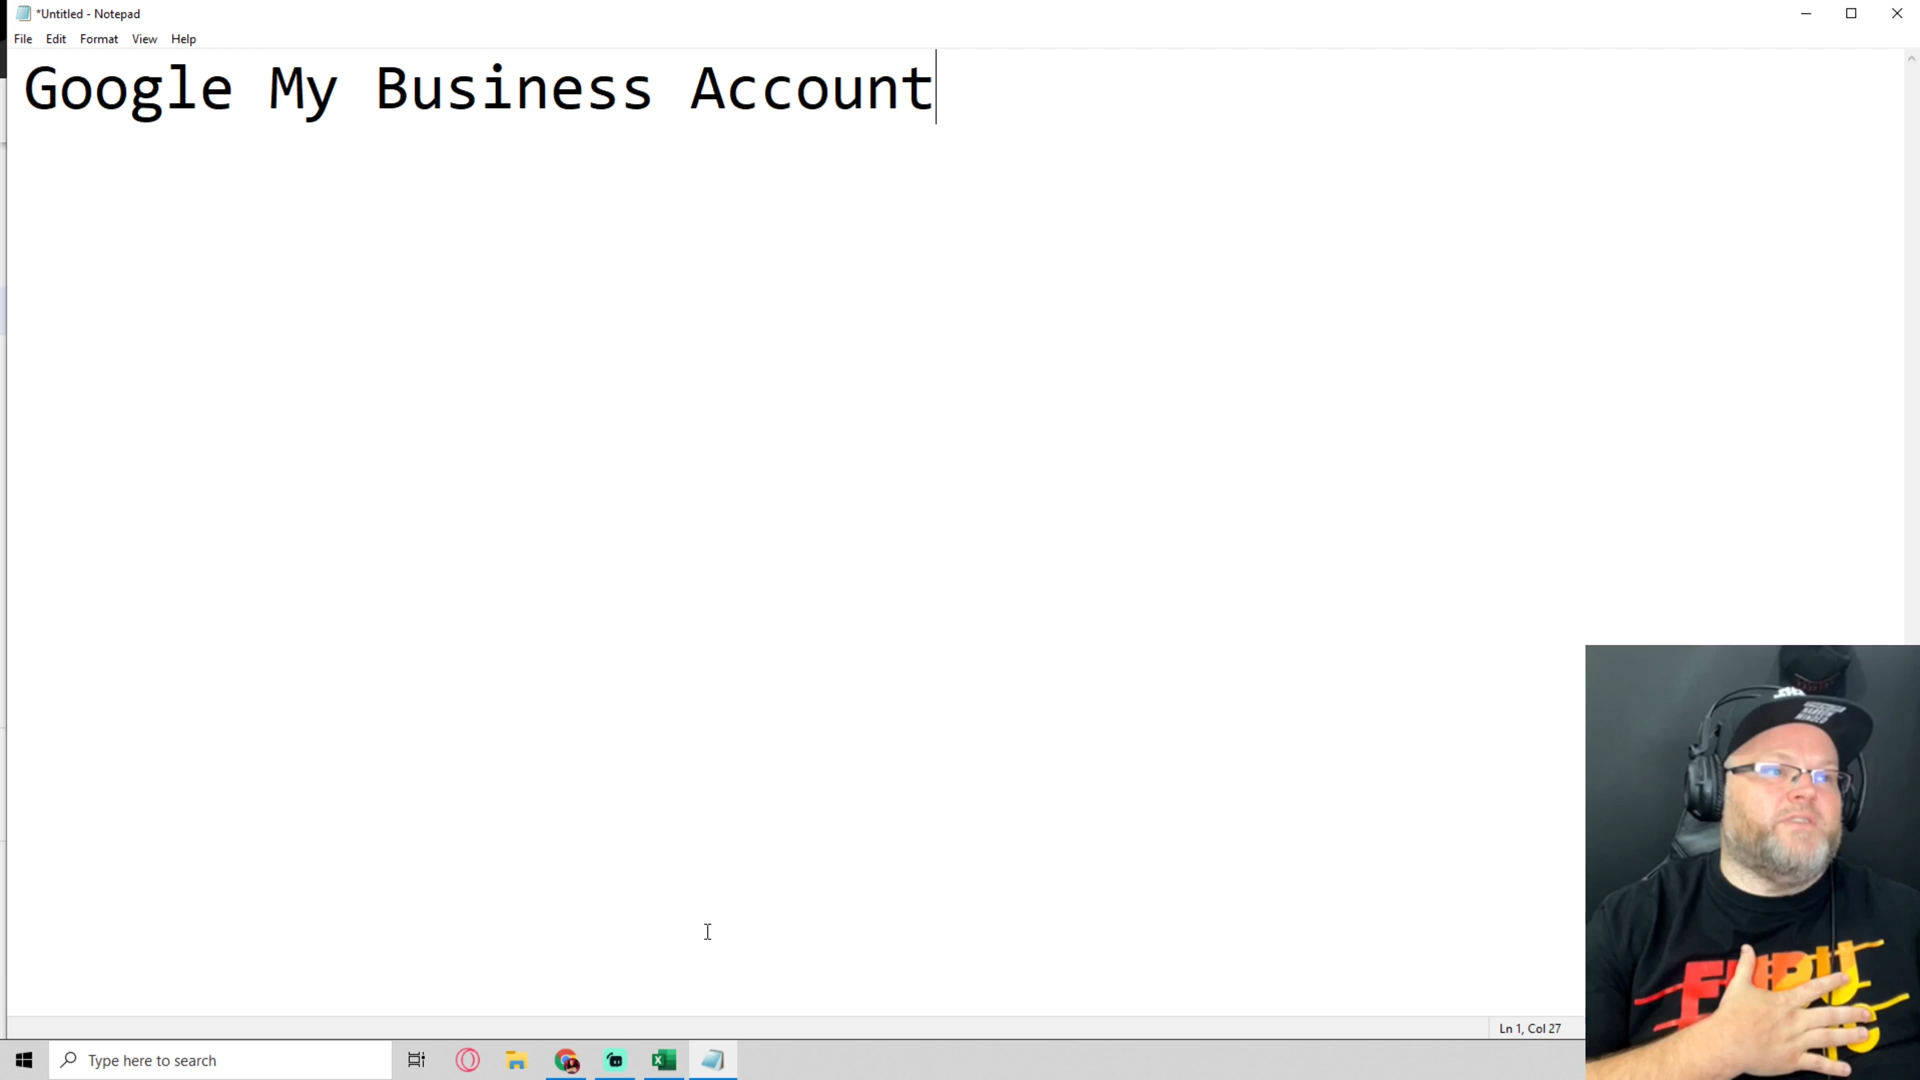 *Untitled - Notepad
File Edit Format View Help
Google My Business Account
Ln 1, Col 27
Type here to search